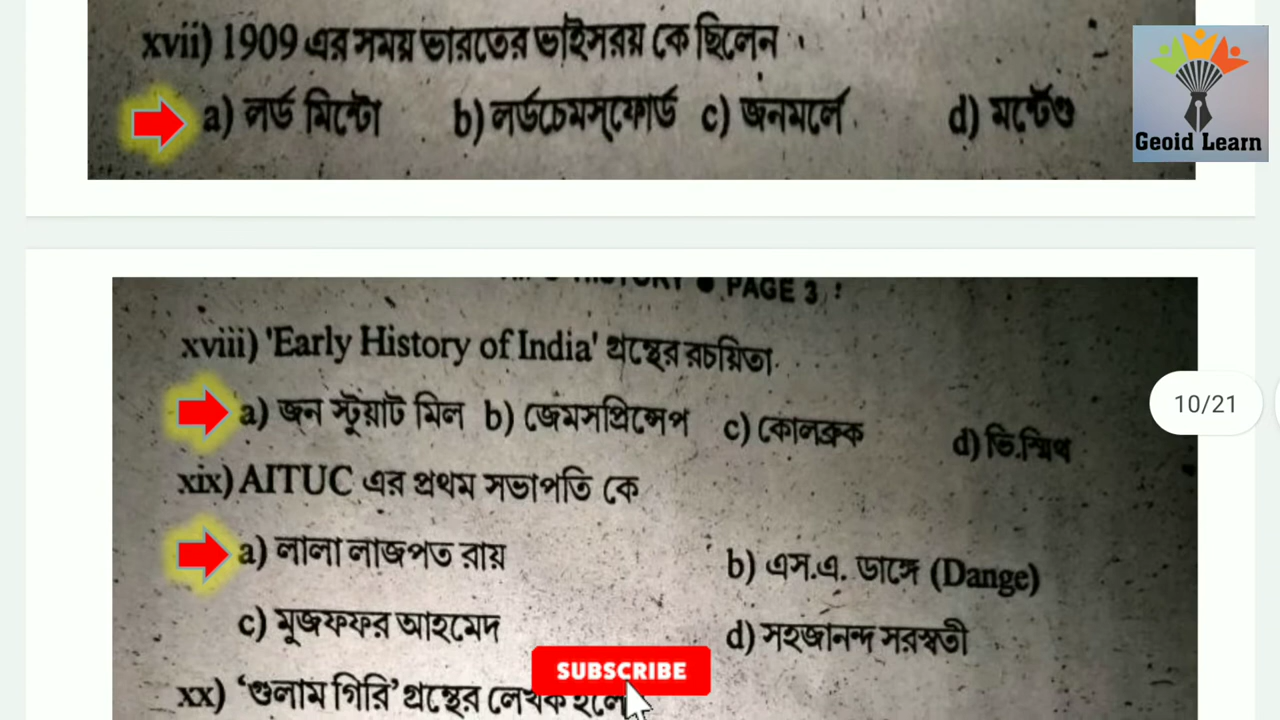 xvii) 1909 এর সময় ভারতের ভাইসরয় কে ছিলেন
a) লর্ড মিন্টো b) লর্ডচেমস্ফোর্ড c) জনমর্লে d) মন্টেগু
Geoid Learn
HISTORY ● PAGE 3
xviii) 'Early History of India' গ্রন্থের রচয়িতা
a) জন স্টুয়াট মিল b) জেমসপ্রিন্সেপ c) কোলব্রুক d) ভি.স্মিথ
10/21
xix) AITUC এর প্রথম সভাপতি কে
a) লালা লাজপত রায় b) এস.এ. ডাঙ্গে (Dange)
c) মুজফফর আহমেদ d) সহজানন্দ সরস্বতী
SUBSCRIBE
xx) ‘গুলাম গিরি’ গ্রন্থের লেখক